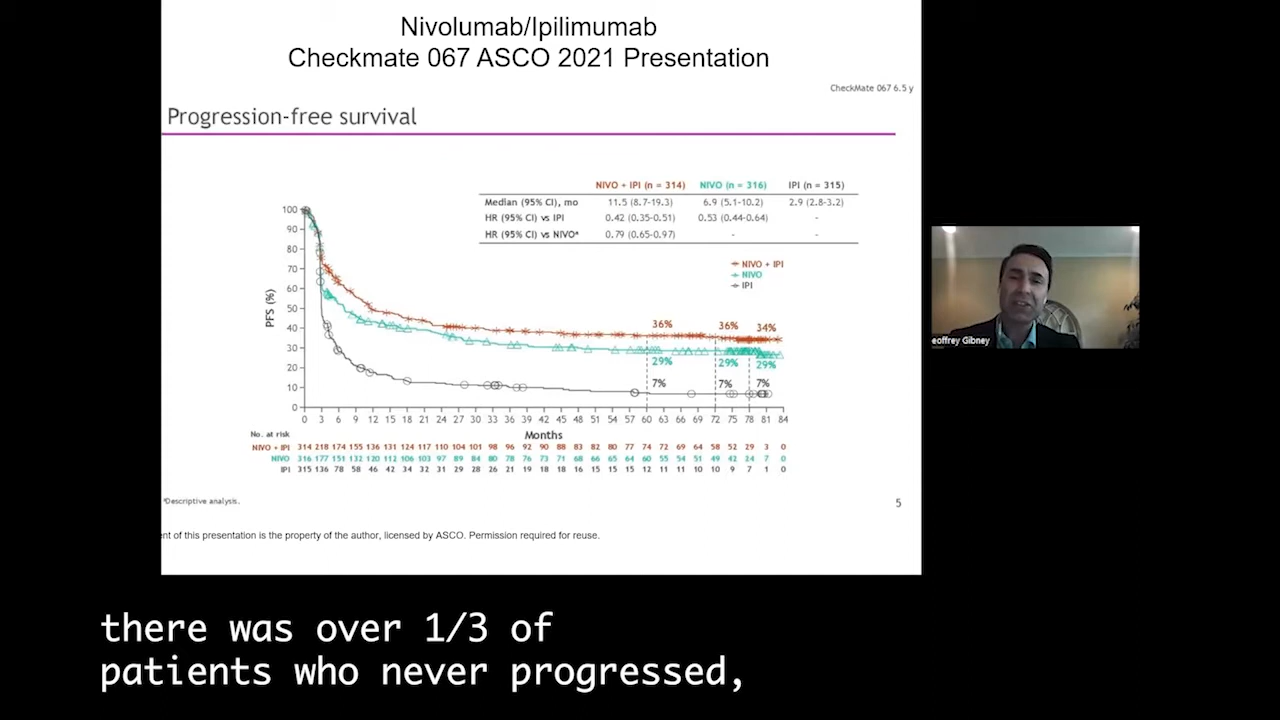 Nivolumab/Ipilimumab
Checkmate 067 ASCO 2021 Presentation
CheckMate 067 6.5 y
Progression-free survival
NIVO + IPI (n = 314) NIVO (n = 316) IPI (n = 315)
Median (95% CI), mo 11.5 (8.7-19.3) 6.9 (5.1-10.2) 2.9 (2.8-3.2)
HR (95% CI) vs IPI 0.42 (0.35-0.51) 0.53 (0.44-0.64) -
HR (95% CI) vs NIVO* 0.79 (0.65-0.97) - -
NIVO + IPI
NIVO
IPI
PFS (%)
100
90
80
70
60
50
40
30
20
10
0
36% 36% 34%
29% 29% 29%
7% 7% 7%
0 3 6 9 12 15 18 21 24 27 30 33 36 39 42 45 48 51 54 57 60 63 66 69 72 75 78 81 84
Months
No. at risk
NIVO + IPI 314 218 174 155 136 131 124 117 110 104 101 98 96 92 90 88 83 82 80 77 74 72 69 64 58 52 29 3 0
NIVO 316 177 151 132 120 112 106 103 97 89 84 80 78 76 73 71 68 66 65 64 60 55 54 51 49 42 24 7 0
IPI 315 136 78 58 46 42 34 32 31 29 28 26 21 19 18 18 16 15 15 15 12 11 11 10 10 9 7 1 0
*Descriptive analysis.
5
ent of this presentation is the property of the author, licensed by ASCO. Permission required for reuse.
eoffrey Gibney
there was over 1/3 of
patients who never progressed,